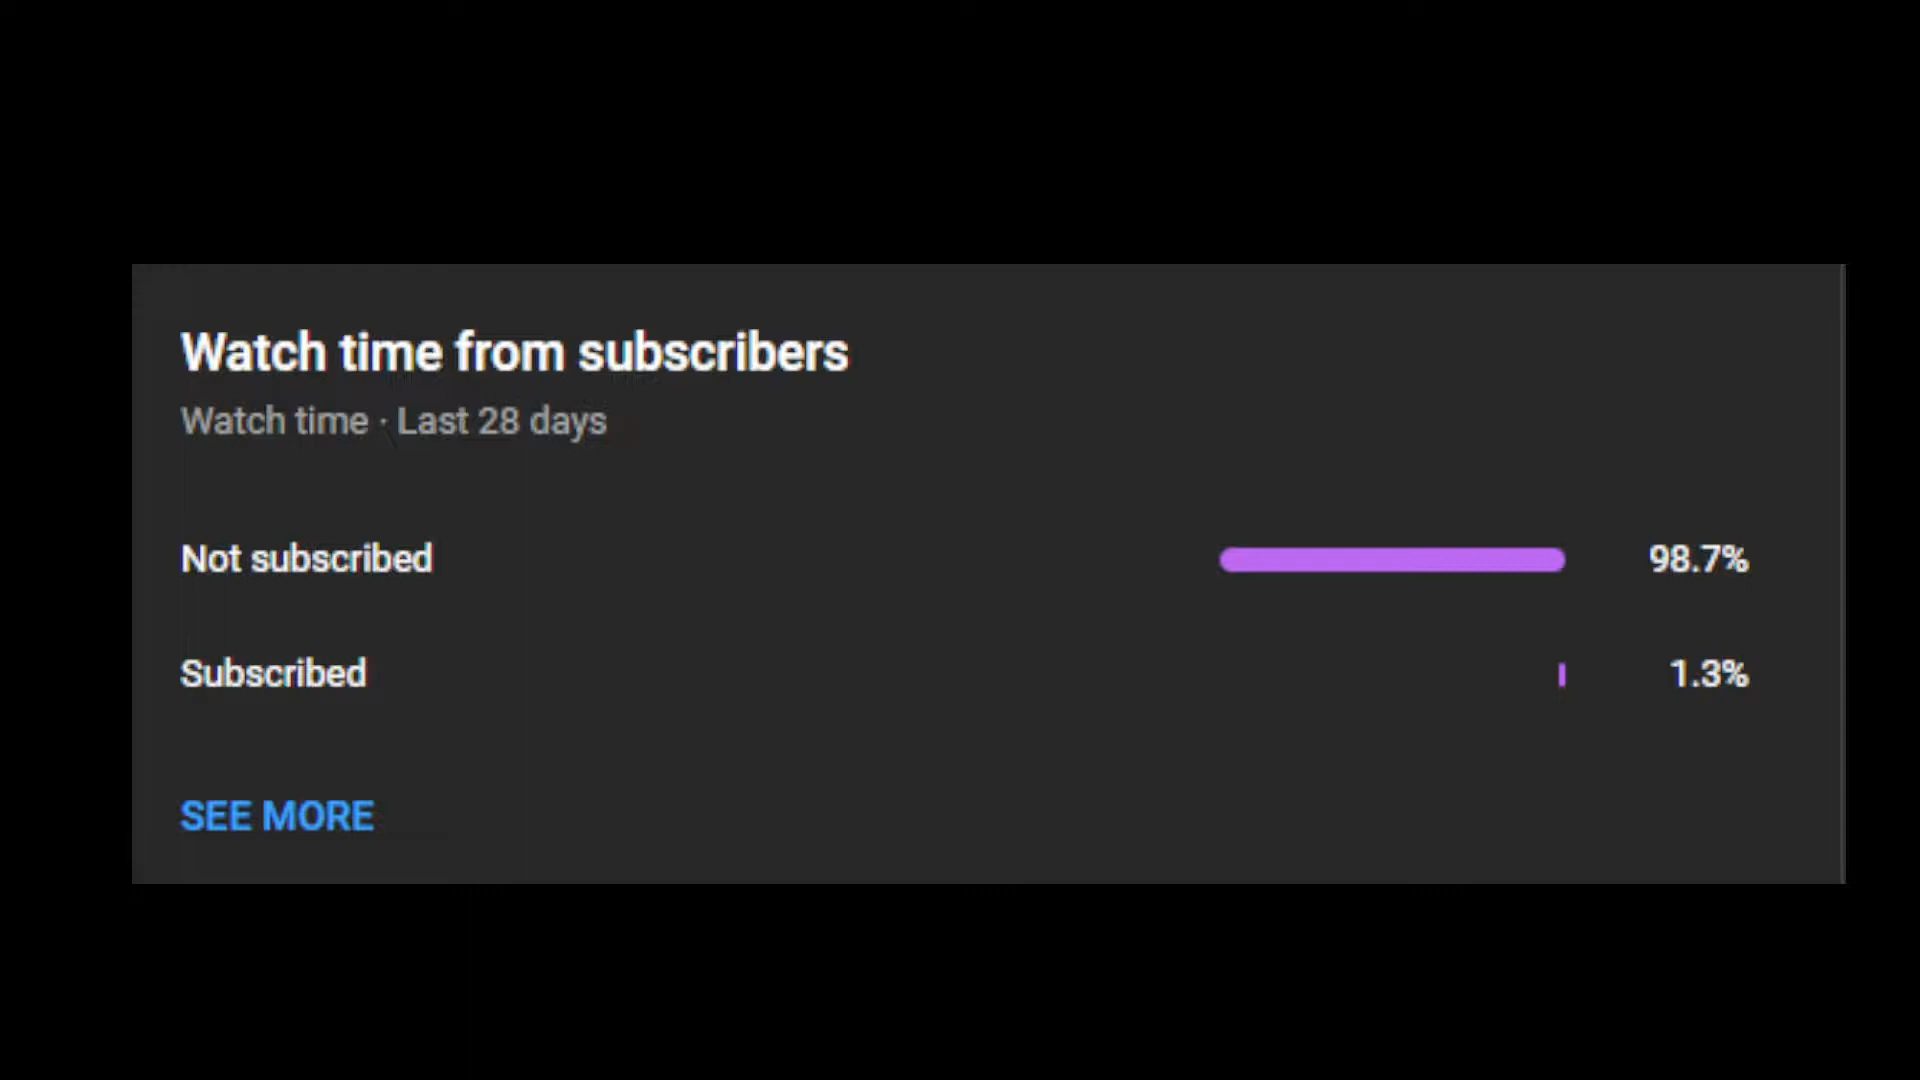 Watch time from subscribers
Watch time · Last 28 days
Not subscribed 98.7%
Subscribed 1.3%
SEE MORE